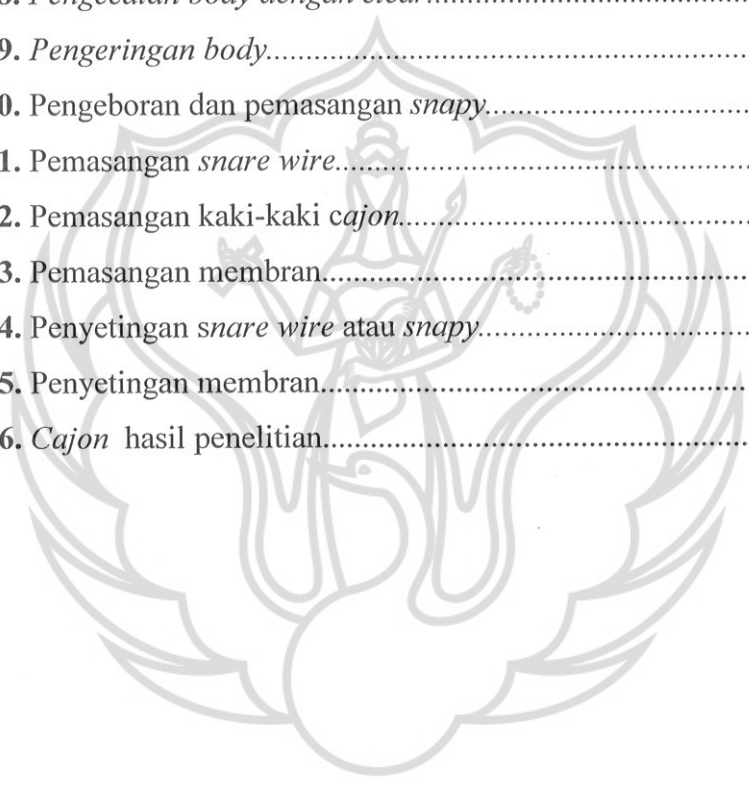 9. Pengeringan body.....................................................
0. Pengeboran dan pemasangan snapy..............................
1. Pemasangan snare wire................................................
2. Pemasangan kaki-kaki cajon.........................................
3. Pemasangan membran..................................................
4. Penyetingan snare wire atau snapy...............................
5. Penyetingan membran..................................................
6. Cajon hasil penelitian..................................................